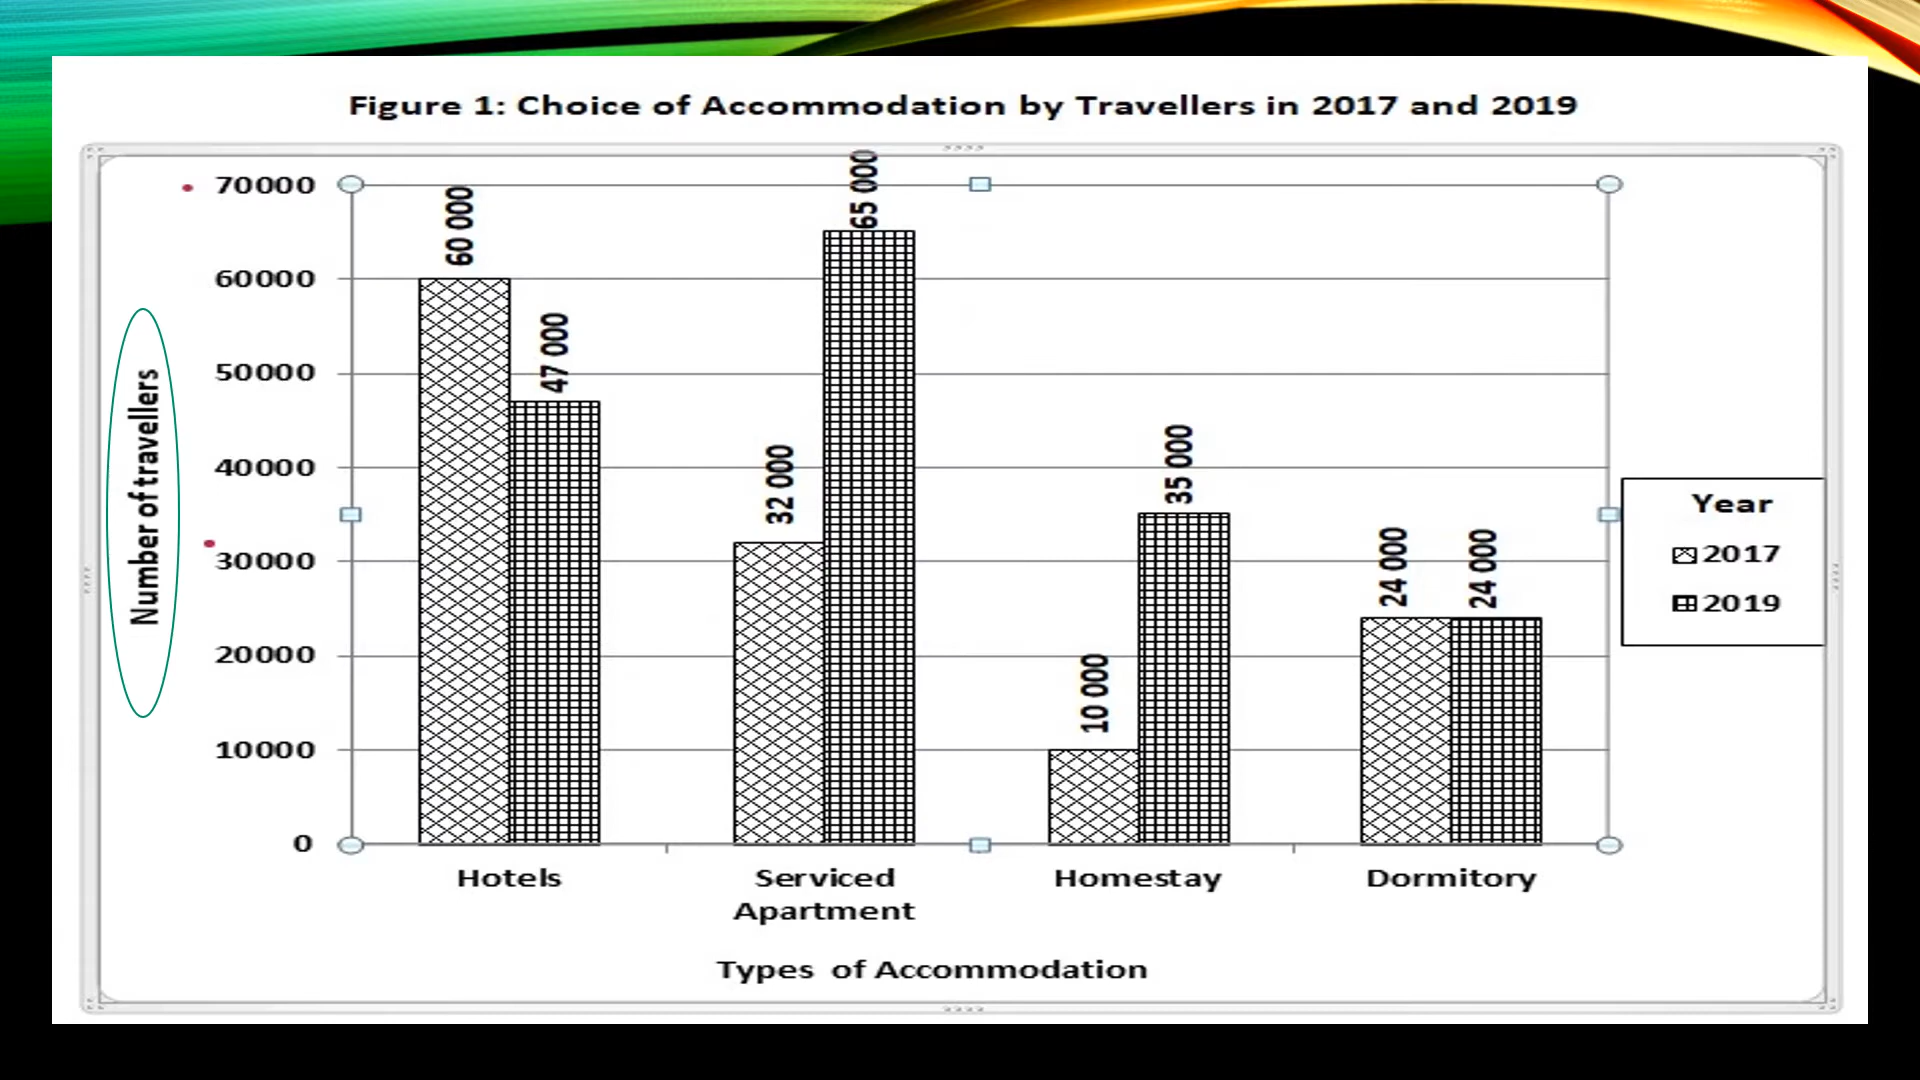 Figure 1: Choice of Accommodation by Travellers in 2017 and 2019
70000
60000
50000
40000
30000
20000
10000
0
Number of travellers
60 000
47 000
32 000
65 000
10 000
35 000
24 000
24 000
Year
2017
2019
Hotels
Serviced
Apartment
Homestay
Dormitory
Types of Accommodation